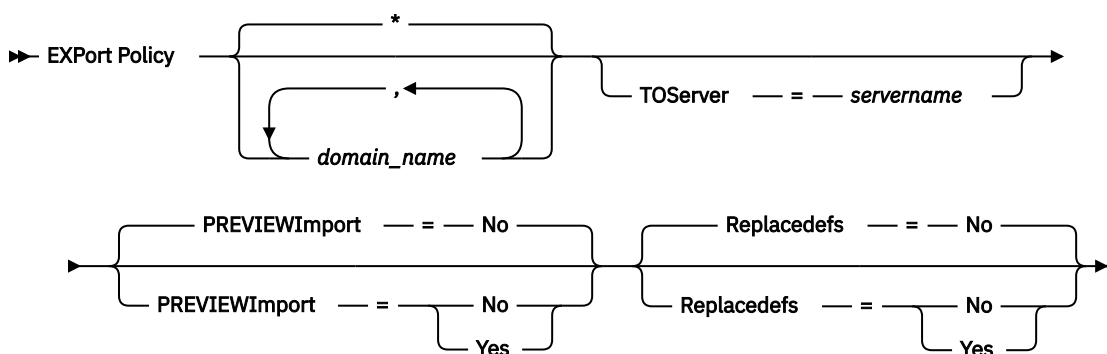 *
EXPort Policy
,
TOServer = servername
domain_name
PREVIEWImport = No Replacedefs = No
PREVIEWImport = No Replacedefs = No
Yes Yes